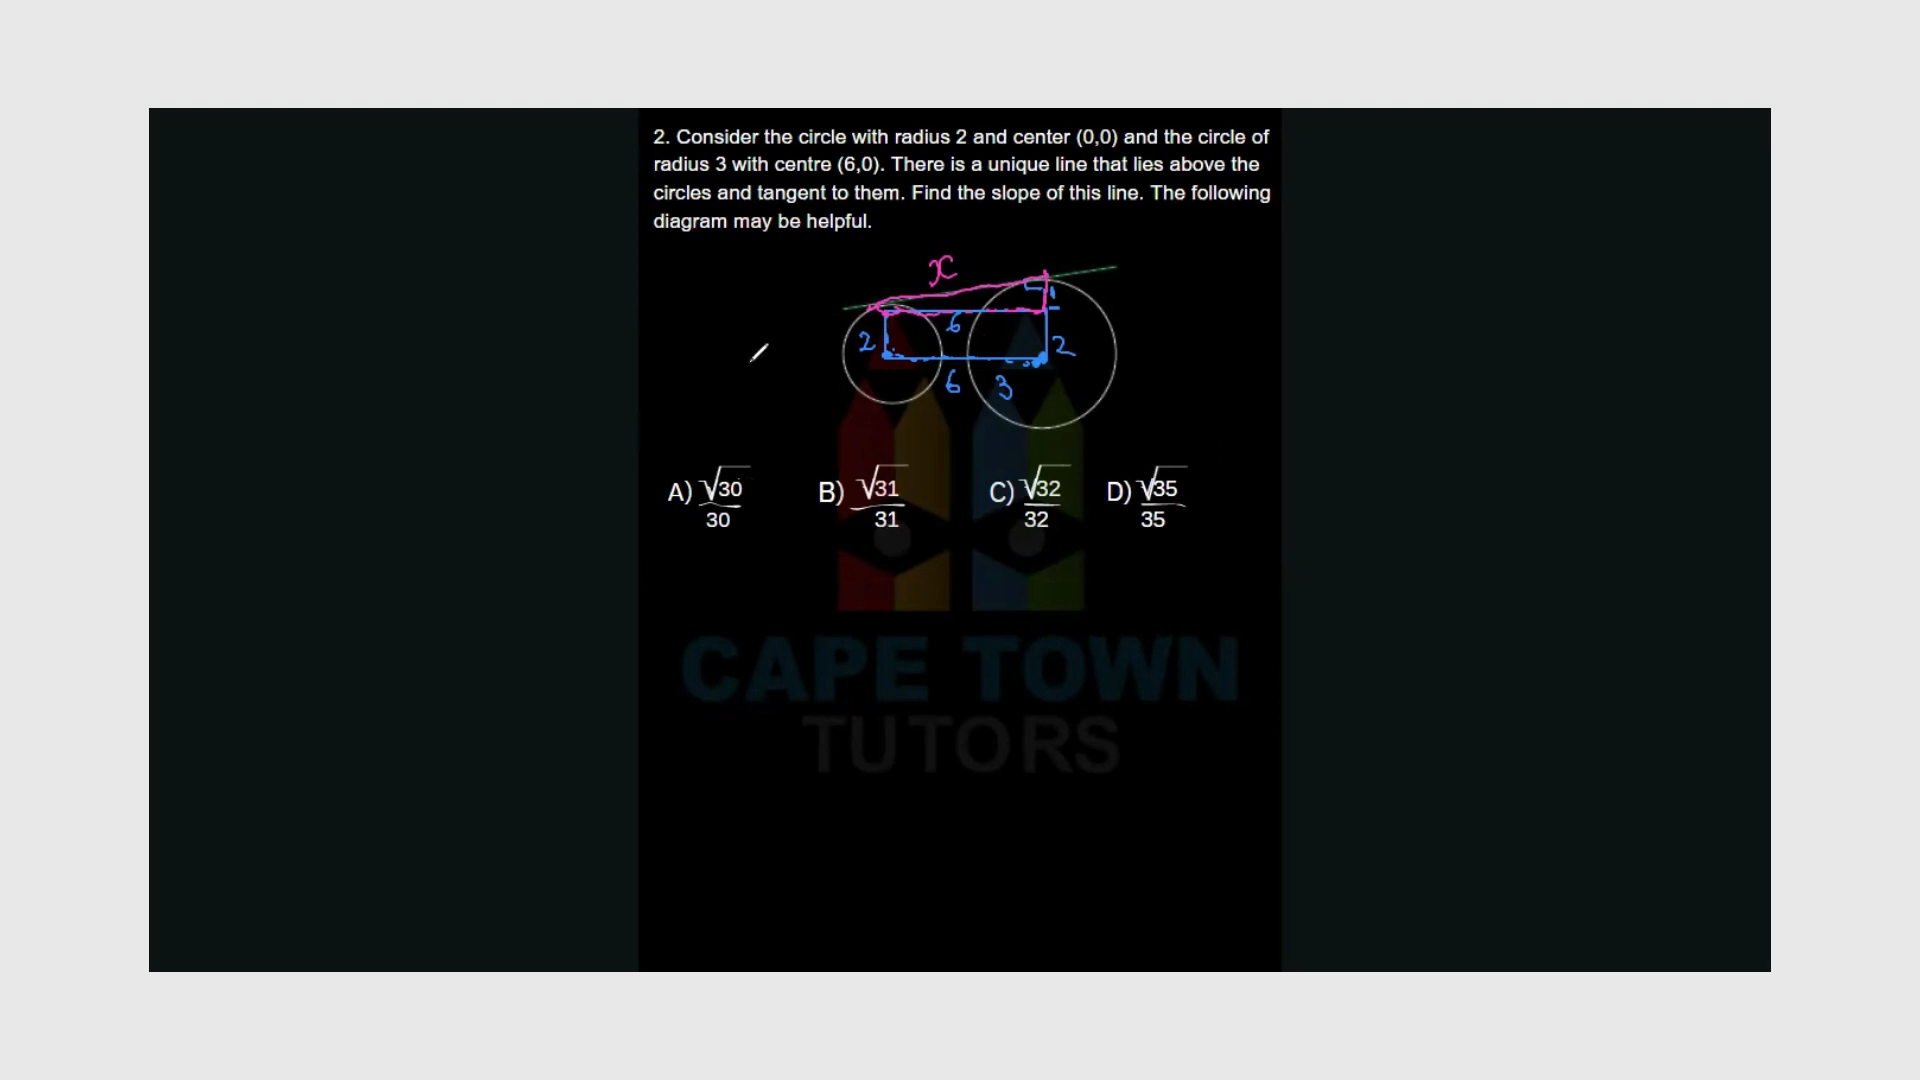 2. Consider the circle with radius 2 and center (0,0) and the circle of
radius 3 with centre (6,0). There is a unique line that lies above the
circles and tangent to them. Find the slope of this line. The following
diagram may be helpful.
x
1
6
2
2
6
3
A) √30/30 B) √31/31 C) √32/32 D) √35/35
CAPE TOWN
TUTORS